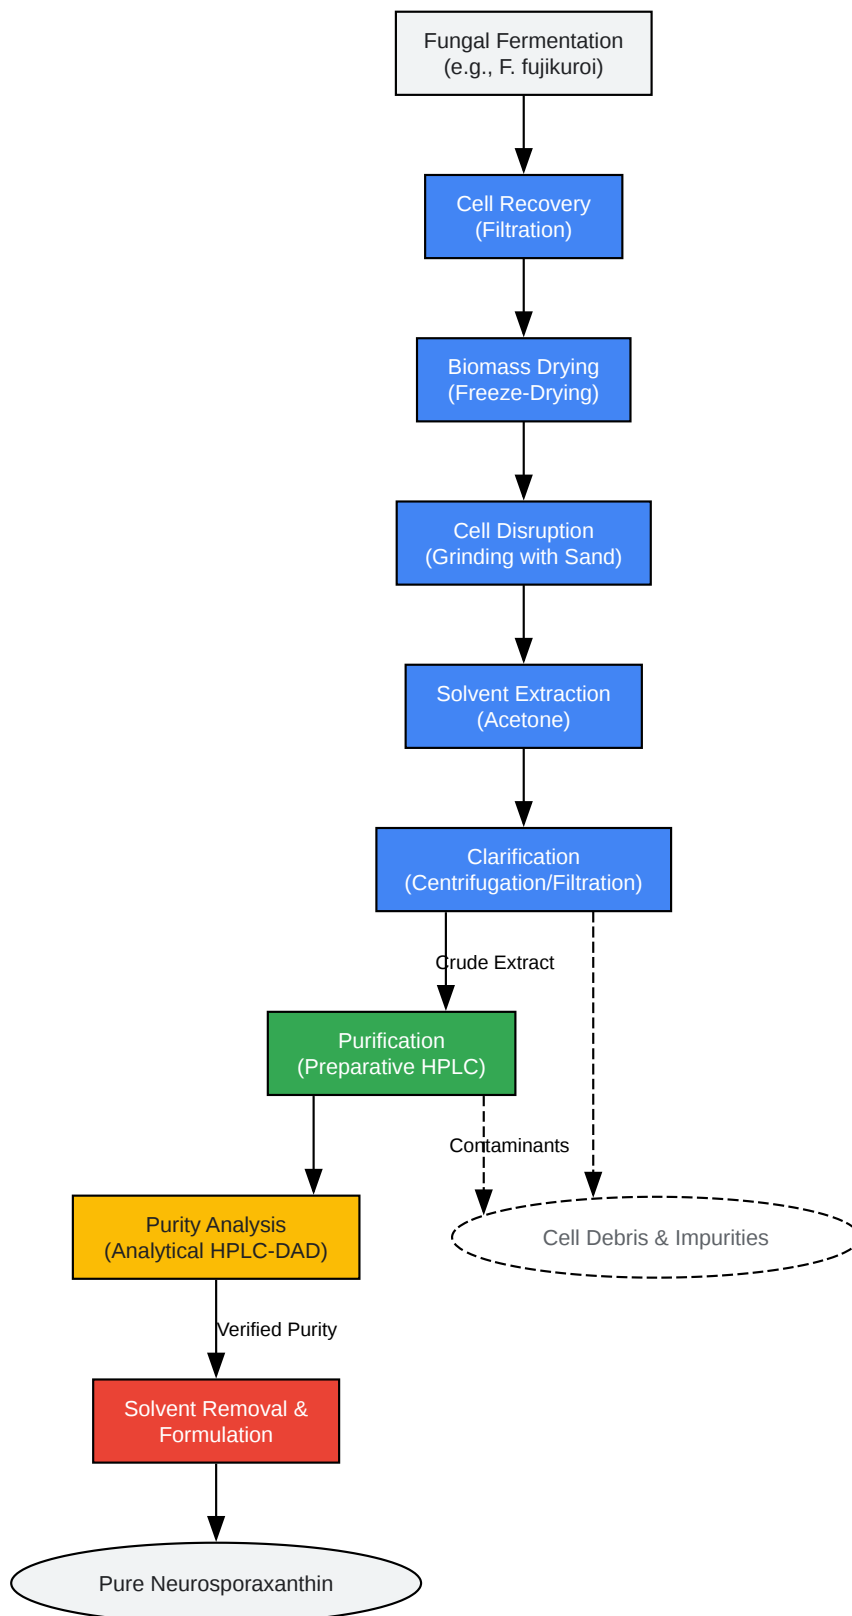 Fungal Fermentation
(e.g., F. fujikuroi)
Cell Recovery
(Filtration)
Biomass Drying
(Freeze-Drying)
Cell Disruption
(Grinding with Sand)
Solvent Extraction
(Acetone)
Clarification
(Centrifugation/Filtration)
Crude Extract
Purification
(Preparative HPLC)
Contaminants
Purity Analysis
(Analytical HPLC-DAD)
Cell Debris & Impurities
Verified Purity
Solvent Removal &
Formulation
Pure Neurosporaxanthin